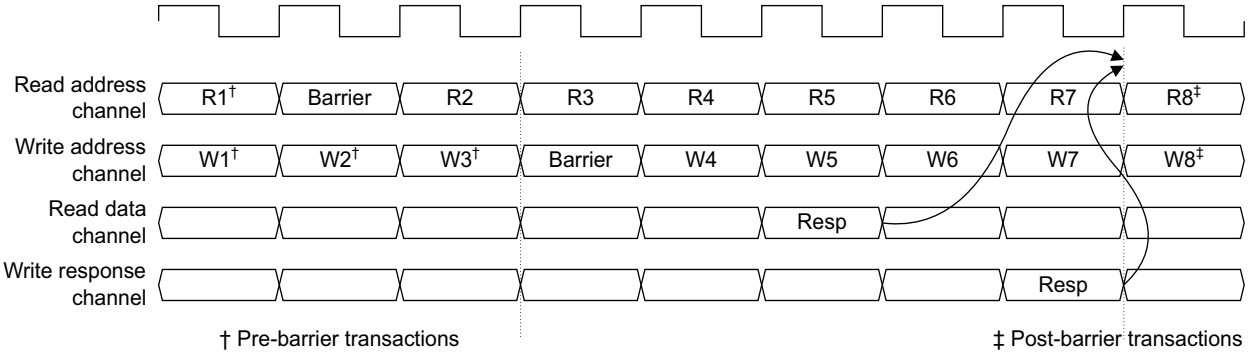 Read address channel R1† Barrier R2 R3 R4 R5 R6 R7 R8‡
Write address channel W1† W2† W3† Barrier W4 W5 W6 W7 W8‡
Read data channel Resp
Write response channel Resp
† Pre-barrier transactions ‡ Post-barrier transactions